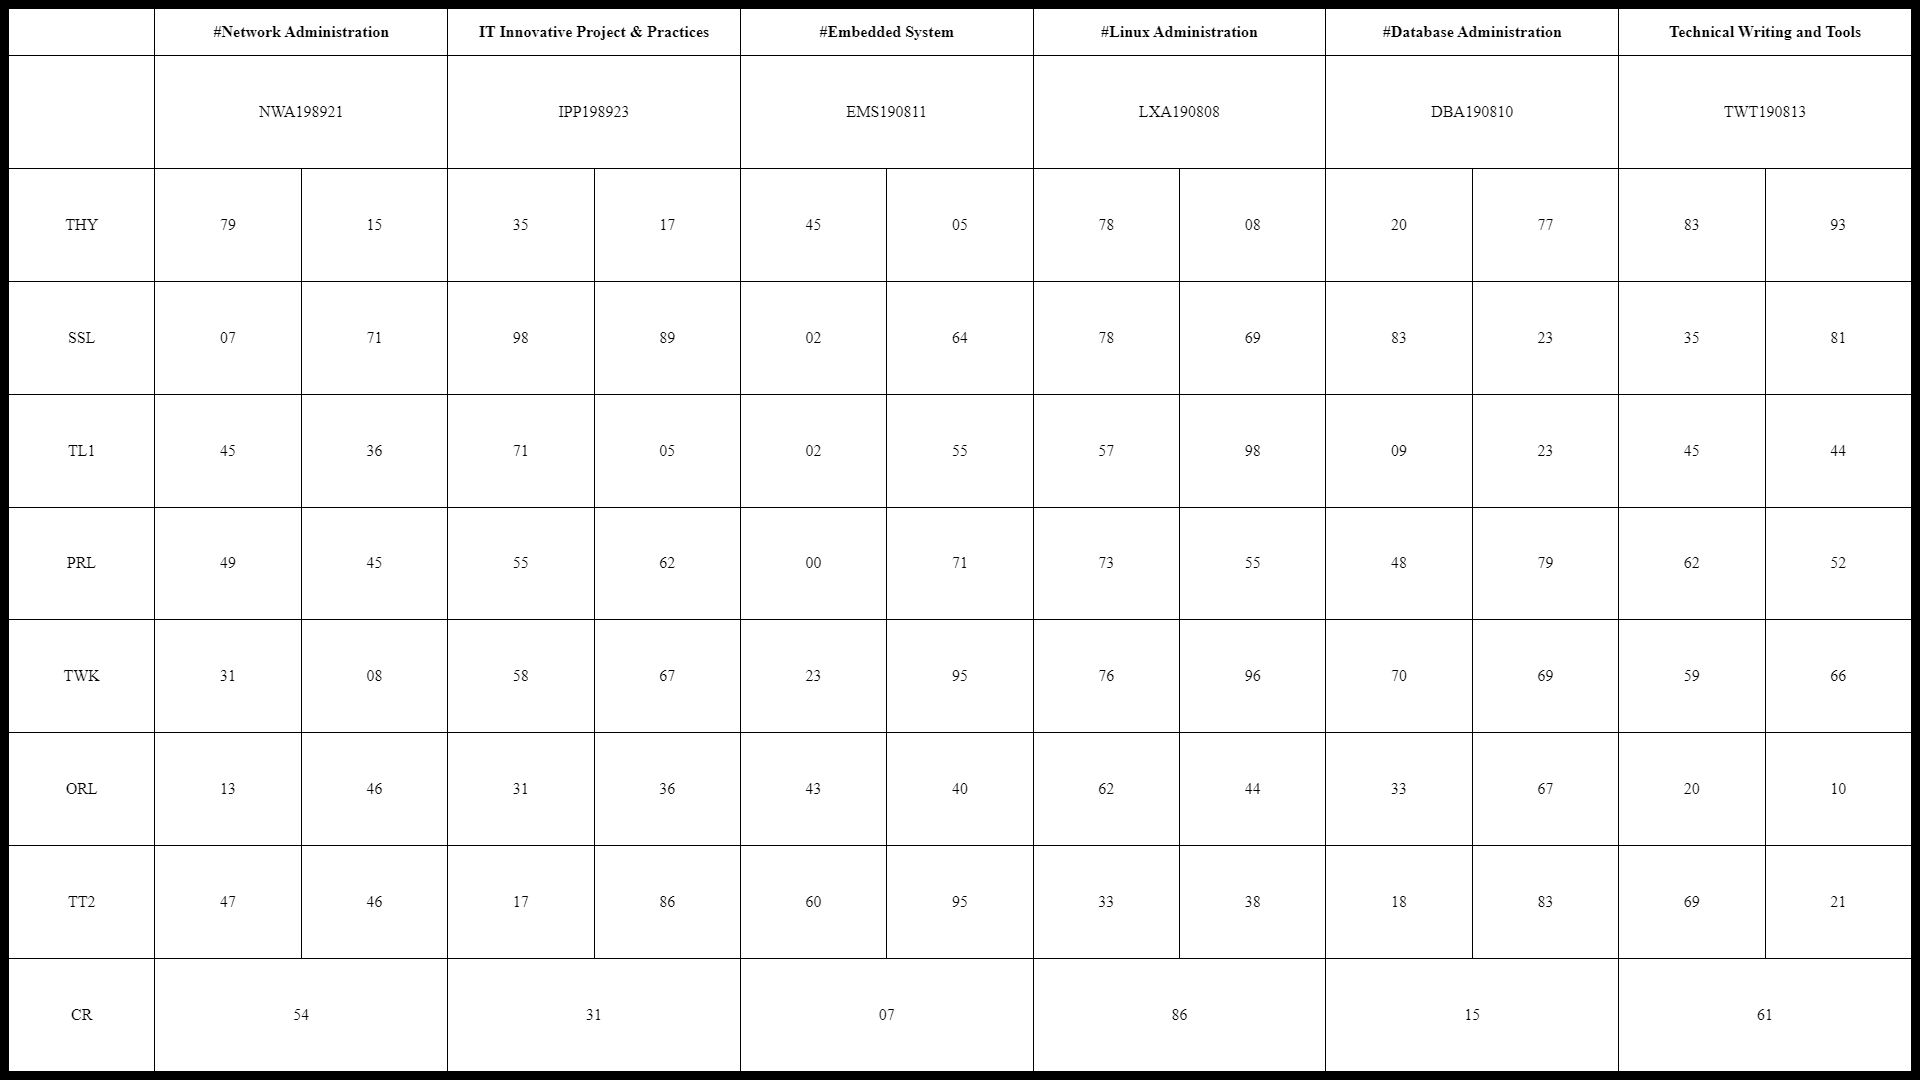 #Network Administration IT Innovative Project & Practices #Embedded System #Linux Administration #Database Administration Technical Writing and Tools
NWA198921 IPP198923 EMS190811 LXA190808 DBA190810 TWT190813
THY 79 15 35 17 45 05 78 08 20 77 83 93
SSL 07 71 98 89 02 64 78 69 83 23 35 81
TL1 45 36 71 05 02 55 57 98 09 23 45 44
PRL 49 45 55 62 00 71 73 55 48 79 62 52
TWK 31 08 58 67 23 95 76 96 70 69 59 66
ORL 13 46 31 36 43 40 62 44 33 67 20 10
TT2 47 46 17 86 60 95 33 38 18 83 69 21
CR 54 31 07 86 15 61